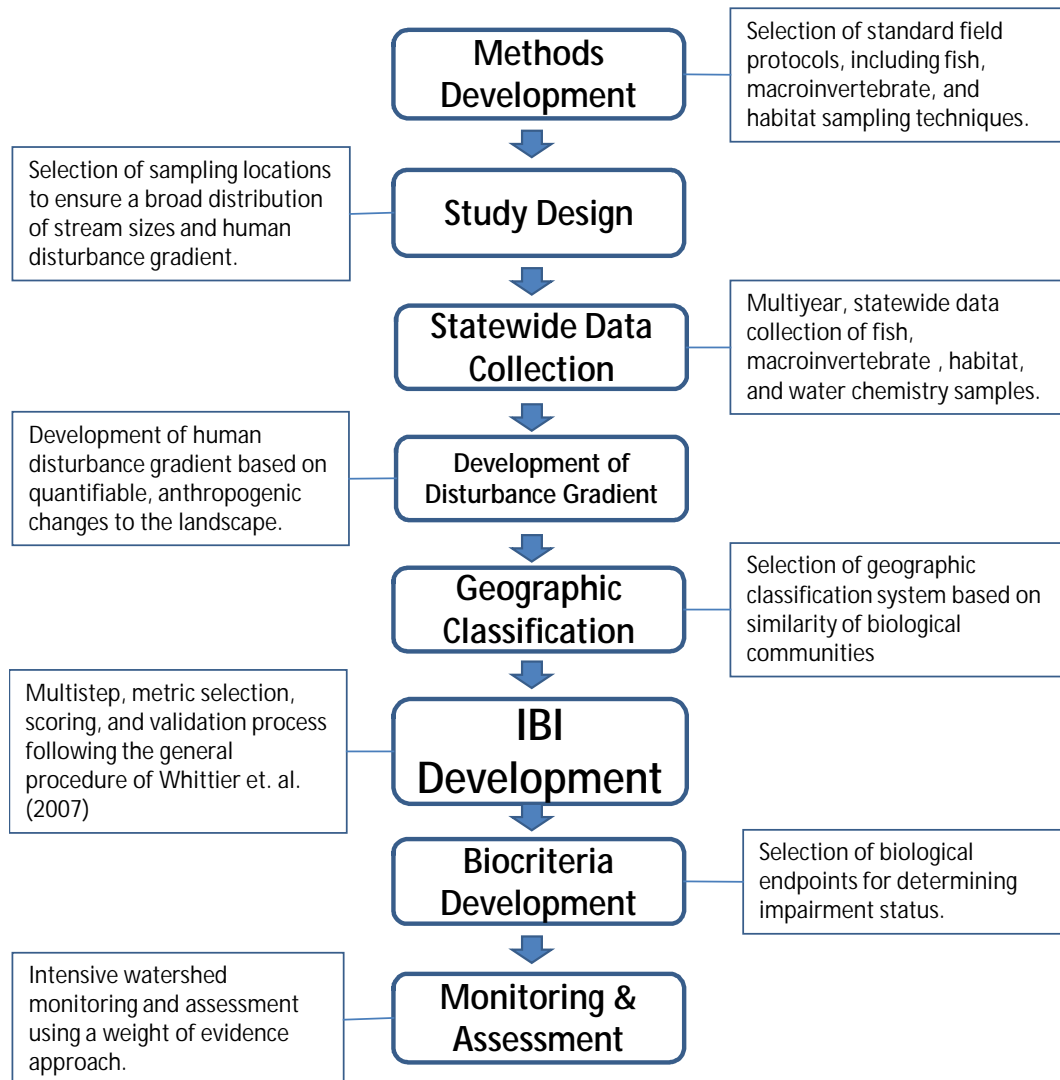 Methods
Development
Selection of standard field
protocols, including fish,
macroinvertebrate, and
habitat sampling techniques.
Selection of sampling locations
to ensure a broad distribution
of stream sizes and human
disturbance gradient.
Study Design
Statewide Data
Collection
Multiyear, statewide data
collection of fish,
macroinvertebrate , habitat,
and water chemistry samples.
Development of human
disturbance gradient based on
quantifiable, anthropogenic
changes to the landscape.
Development of
Disturbance Gradient
Geographic
Classification
Selection of geographic
classification system based on
similarity of biological
communities
Multistep, metric selection,
scoring, and validation process
following the general
procedure of Whittier et. al.
(2007)
IBI
Development
Biocriteria
Development
Selection of biological
endpoints for determining
impairment status.
Intensive watershed
monitoring and assessment
using a weight of evidence
approach.
Monitoring &
Assessment